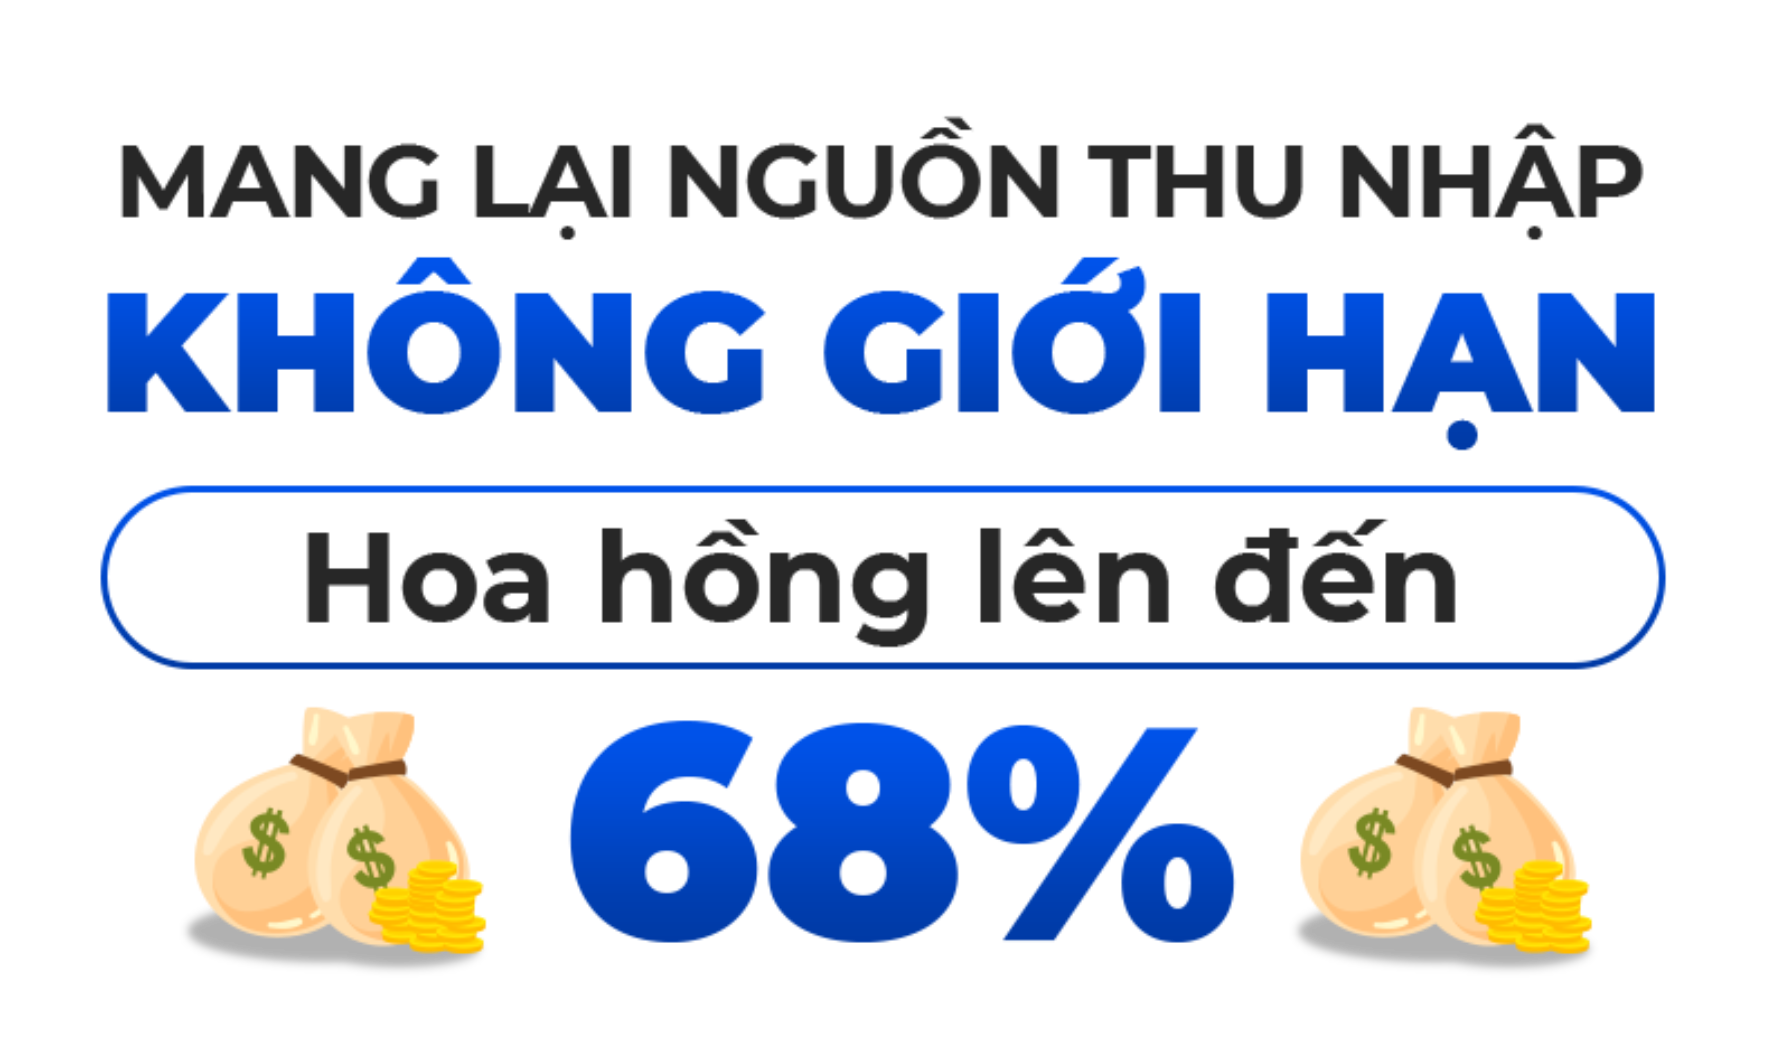 MANG LẠI NGUỒN THU NHẬP
KHÔNG GIỚI HẠN
Hoa hồng lên đến
68%
$ $ $ $